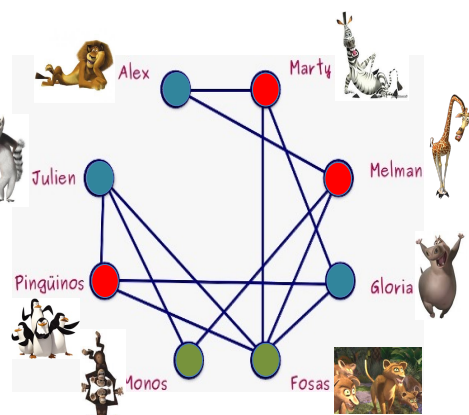 Alex
Marty
Julien
Melman
Pingüinos
Gloria
Monos
Fosas